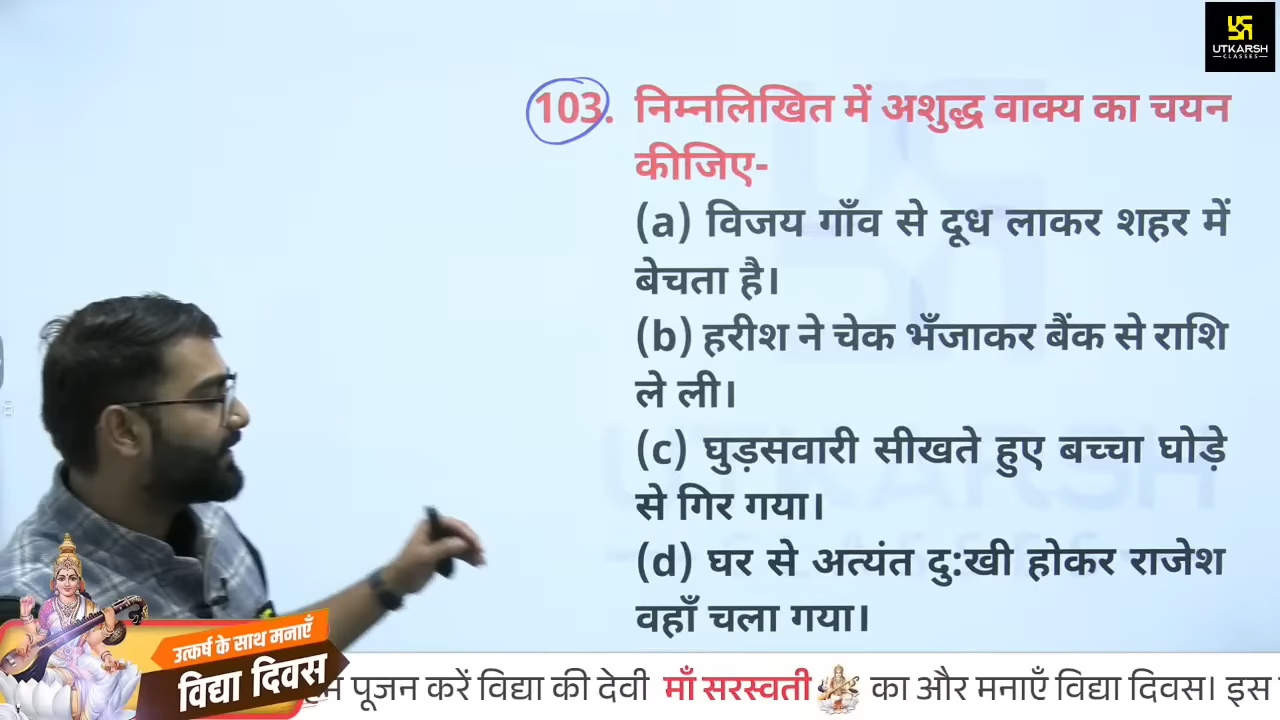 UTKARSH
CLASSES
103. निम्नलिखित में अशुद्ध वाक्य का चयन
कीजिए-
(a) विजय गाँव से दूध लाकर शहर में
बेचता है।
(b) हरीश ने चेक भँजाकर बैंक से राशि
ले ली।
(c) घुड़सवारी सीखते हुए बच्चा घोड़े
से गिर गया।
(d) घर से अत्यंत दुःखी होकर राजेश
वहाँ चला गया।
उत्कर्ष के साथ मनाएँ
विद्या दिवस
पूजन करें विद्या की देवी माँ सरस्वती का और मनाएँ विद्या दिवस। इस